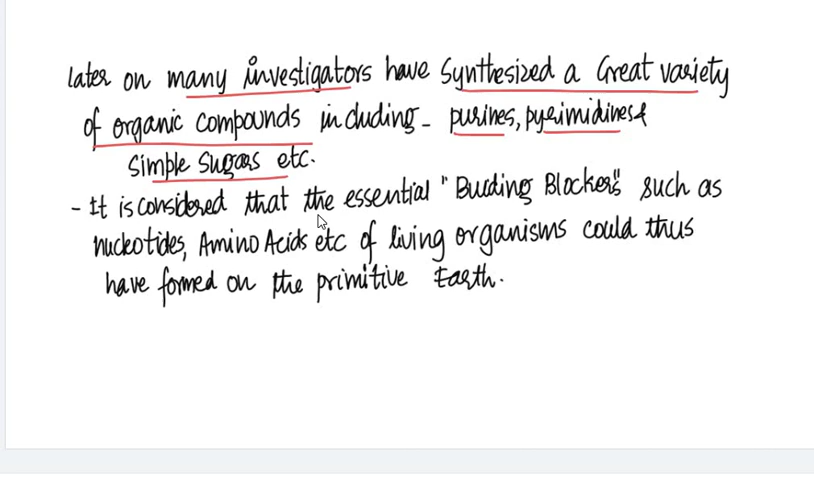 later on many investigators have Synthesized a Great variety
of organic compounds including - purines, pyrimidines &
Simple Sugars etc.
- It is considered that the essential "Buiding Blockers" such as
nucleotides, Amino Acids etc of living organisms could thus
have formed on the primitive Earth.